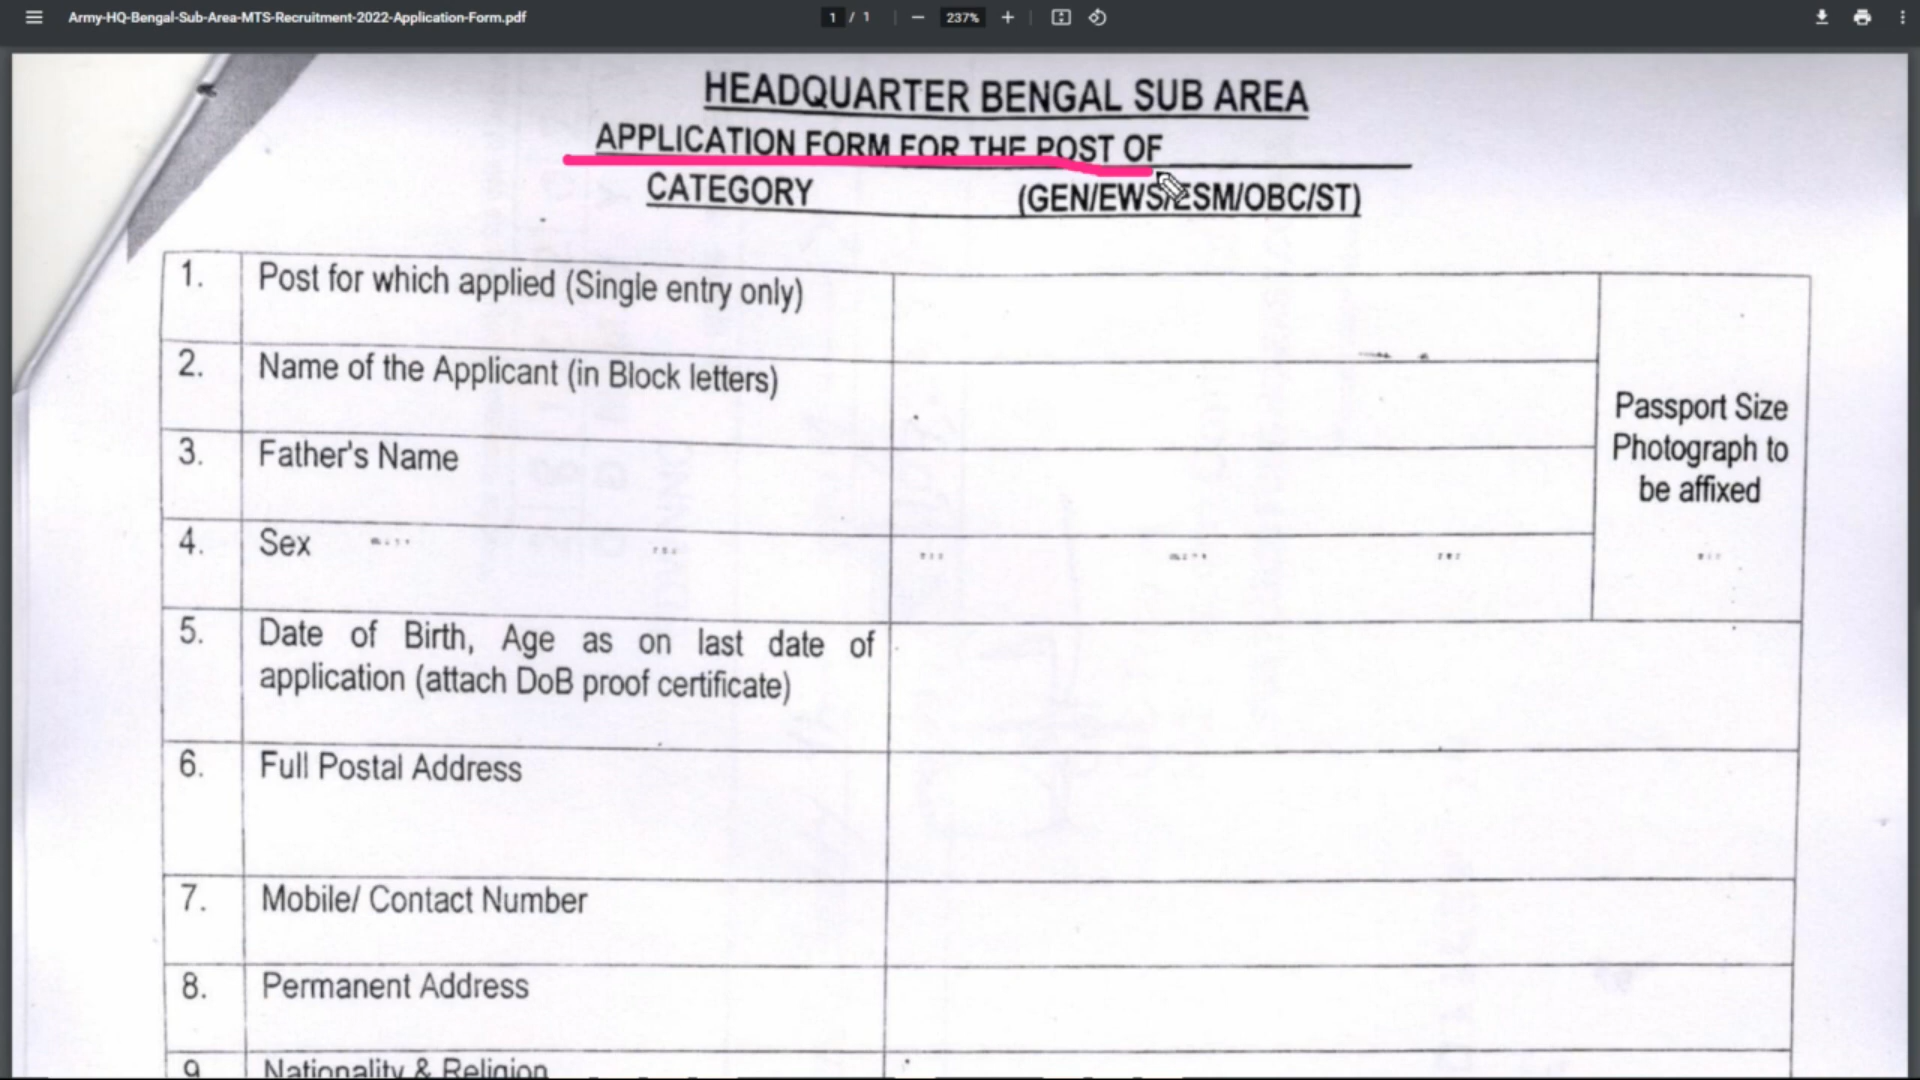 Army-HQ-Bengal-Sub-Area-MTS-Recruitment-2022-Application-Form.pdf
1 / 1
237%
HEADQUARTER BENGAL SUB AREA
APPLICATION FORM FOR THE POST OF
CATEGORY (GEN/EWS/ESM/OBC/ST)
1. Post for which applied (Single entry only)
2. Name of the Applicant (in Block letters)
3. Father's Name
4. Sex
Passport Size
Photograph to
be affixed
5. Date of Birth, Age as on last date of
application (attach DoB proof certificate)
6. Full Postal Address
7. Mobile/ Contact Number
8. Permanent Address
9 Nationality & Religion